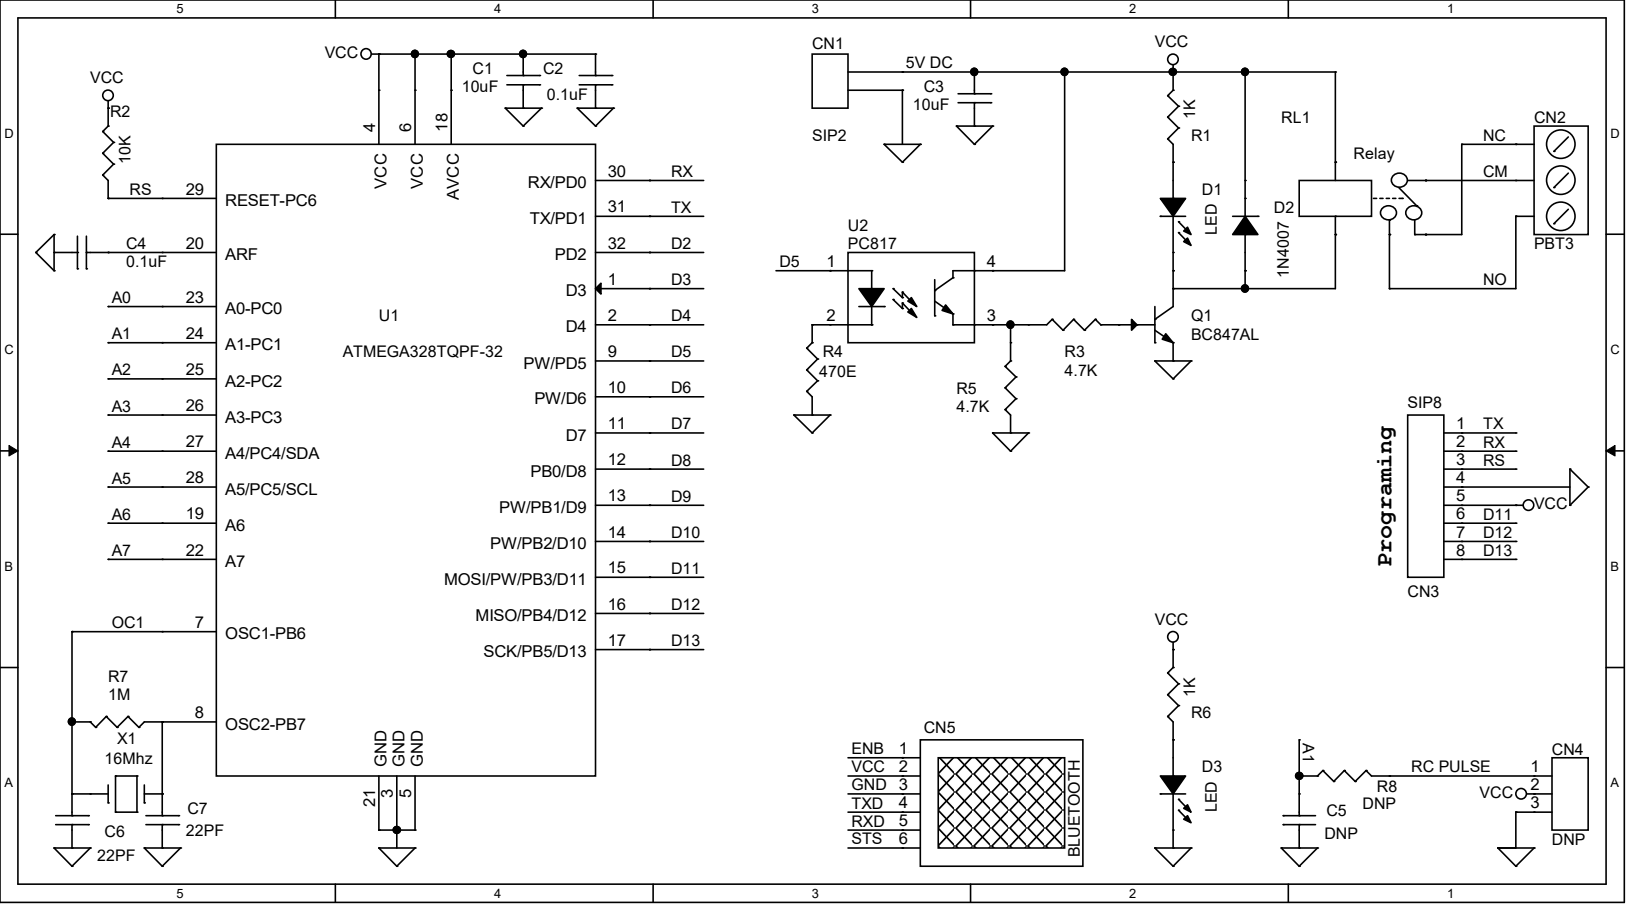 5 4 3 2 1
D
C
B
A
VCC
R2
10K
RS 29 RESET-PC6
C4
0.1uF
20 ARF
A0 23 A0-PC0
A1 24 A1-PC1
A2 25 A2-PC2
A3 26 A3-PC3
A4 27 A4/PC4/SDA
A5 28 A5/PC5/SCL
A6 19 A6
A7 22 A7
OC1 7 OSC1-PB6
R7
1M
8 OSC2-PB7
X1
16Mhz
C6
22PF
C7
22PF
VCC
C1
10uF
C2
0.1uF
4 6 18
VCC VCC AVCC
U1
ATMEGA328TQPF-32
RX/PD0 30 RX
TX/PD1 31 TX
PD2 32 D2
D3 1 D3
D4 2 D4
PW/PD5 9 D5
PW/D6 10 D6
D7 11 D7
PB0/D8 12 D8
PW/PB1/D9 13 D9
PW/PB2/D10 14 D10
MOSI/PW/PB3/D11 15 D11
MISO/PB4/D12 16 D12
SCK/PB5/D13 17 D13
GND GND GND
21 3 5
CN1
SIP2
5V DC
C3
10uF
VCC
1K
R1
D1
LED
D2
1N4007
RL1
Relay
NC
CM
NO
CN2
PBT3
U2
PC817
D5 1
2
4
3
R4
470E
R5
4.7K
R3
4.7K
Q1
BC847AL
SIP8
Programing
1 TX
2 RX
3 RS
4
5 VCC
6 D11
7 D12
8 D13
CN3
VCC
1K
R6
D3
LED
CN5
ENB 1
VCC 2
GND 3
TXD 4
RXD 5
STS 6
BLUETOOTH
A1
RC PULSE
R8
DNP
C5
DNP
CN4
1
VCC 2
3
DNP
D
C
B
A
5 4 3 2 1